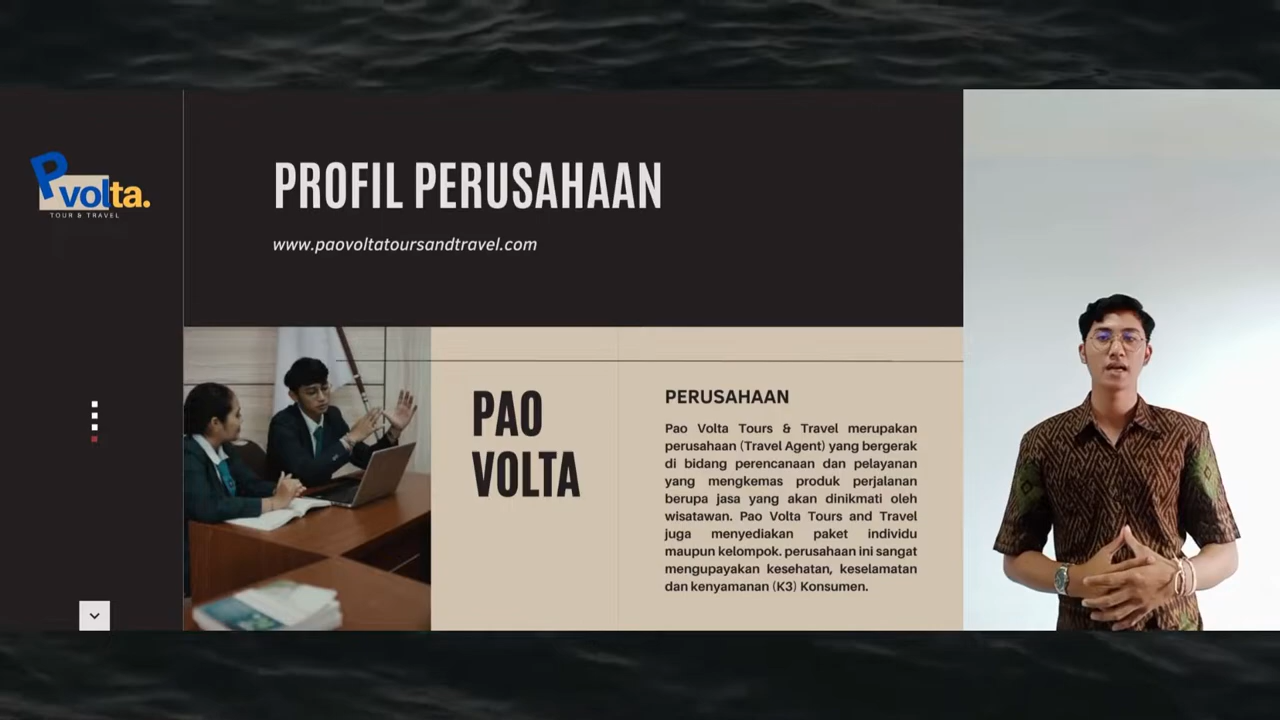 Pvolta.
TOUR & TRAVEL
PROFIL PERUSAHAAN
www.paovoltatoursandtravel.com
PAO
VOLTA
PERUSAHAAN
Pao Volta Tours & Travel merupakan
perusahaan (Travel Agent) yang bergerak
di bidang perencanaan dan pelayanan
yang mengkemas produk perjalanan
berupa jasa yang akan dinikmati oleh
wisatawan. Pao Volta Tours and Travel
juga menyediakan paket individu
maupun kelompok. perusahaan ini sangat
mengupayakan kesehatan, keselamatan
dan kenyamanan (K3) Konsumen.